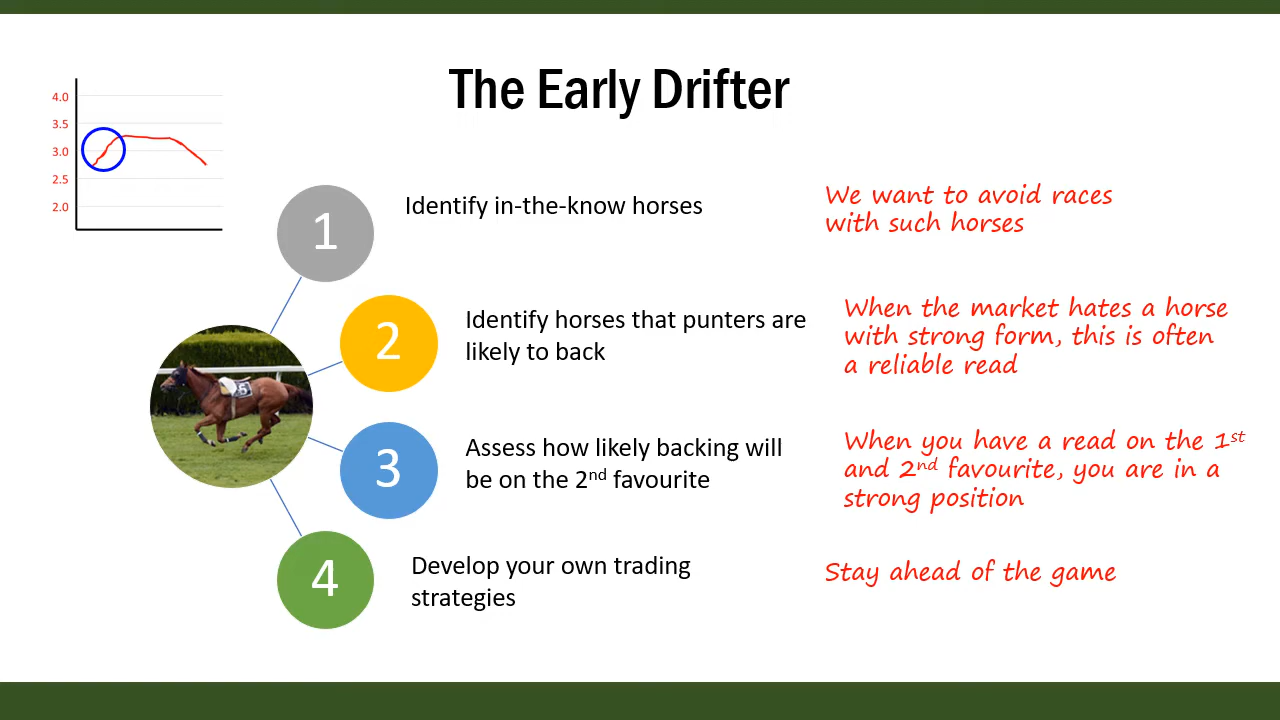 The Early Drifter
4.0
3.5
3.0
2.5
2.0
1
Identify in-the-know horses
We want to avoid races
with such horses
2
Identify horses that punters are
likely to back
When the market hates a horse
with strong form, this is often
a reliable read
3
Assess how likely backing will
be on the 2nd favourite
When you have a read on the 1st
and 2nd favourite, you are in a
strong position
4
Develop your own trading
strategies
Stay ahead of the game
5